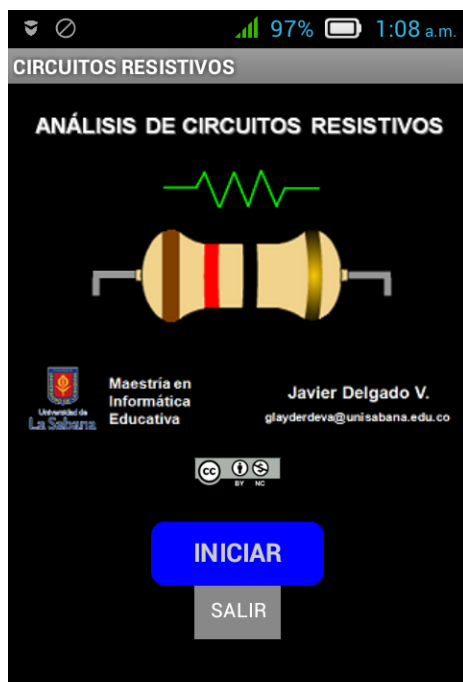 97% 1:08 a.m.
CIRCUITOS RESISTIVOS
ANÁLISIS DE CIRCUITOS RESISTIVOS
Universidad de
La Sabana
Maestría en
Informática
Educativa
Javier Delgado V.
glayderdeva@unisabana.edu.co
cc
BY NC
INICIAR
SALIR